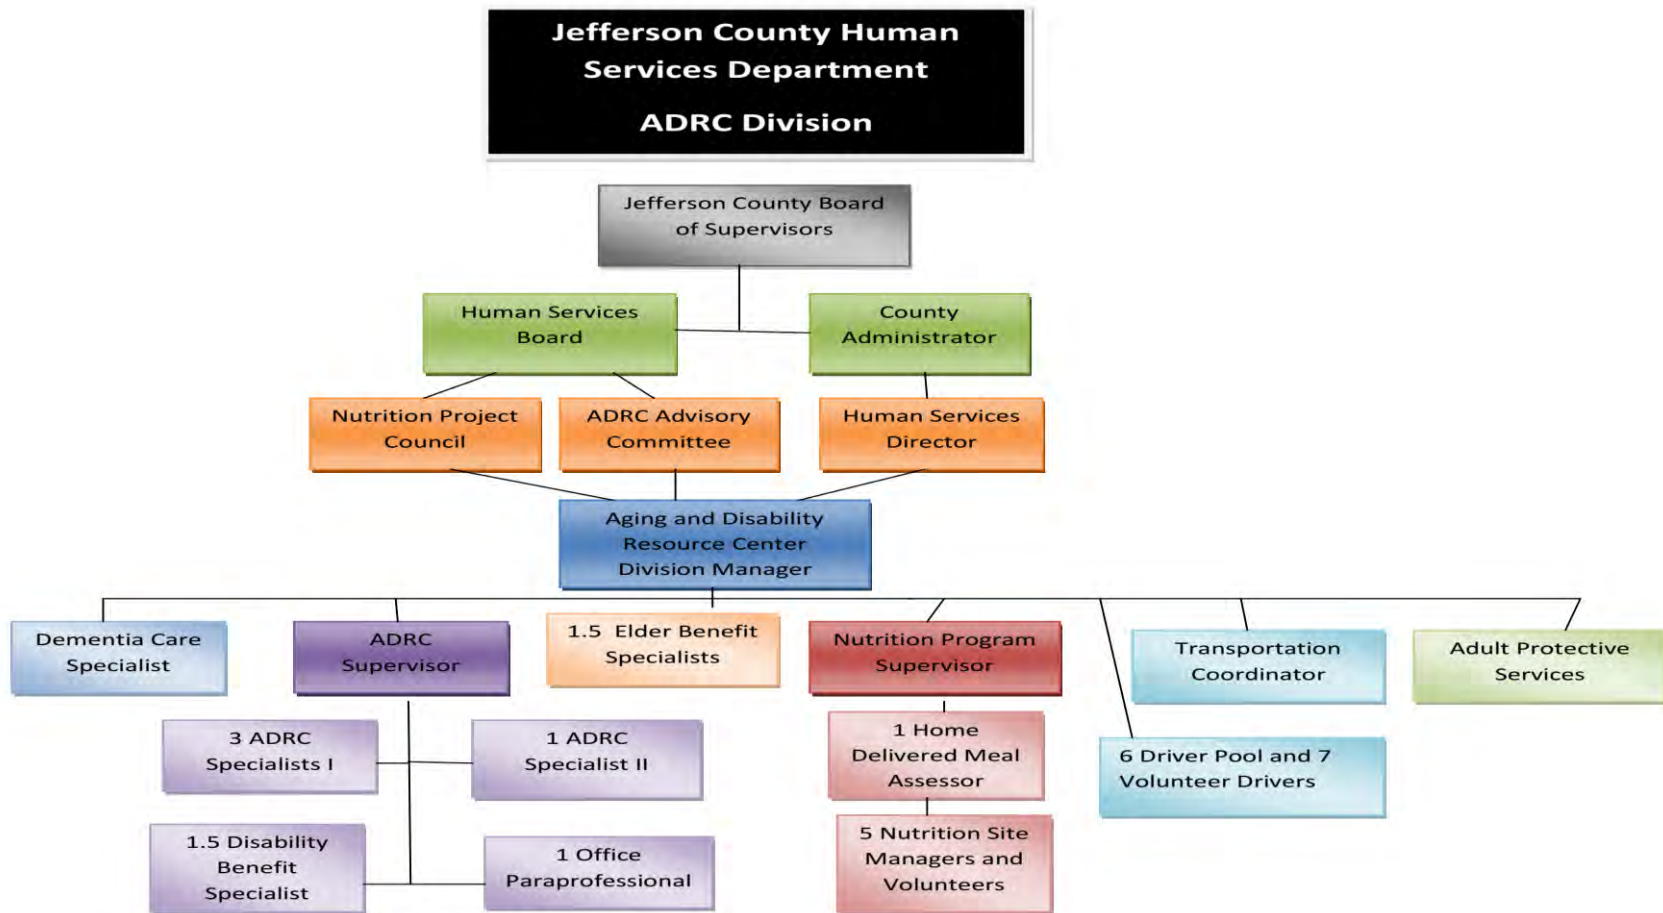 Jefferson County Human
Services Department
ADRC Division
Jefferson County Board
of Supervisors
Human Services
Board
County
Administrator
Nutrition Project
Council
ADRC Advisory
Committee
Human Services
Director
Aging and Disability
Resource Center
Division Manager
Dementia Care
Specialist
ADRC
Supervisor
1.5 Elder Benefit
Specialists
Nutrition Program
Supervisor
Transportation
Coordinator
Adult Protective
Services
3 ADRC
Specialists I
1 ADRC
Specialist II
1 Home
Delivered Meal
Assessor
6 Driver Pool and 7
Volunteer Drivers
1.5 Disability
Benefit
Specialist
1 Office
Paraprofessional
5 Nutrition Site
Managers and
Volunteers